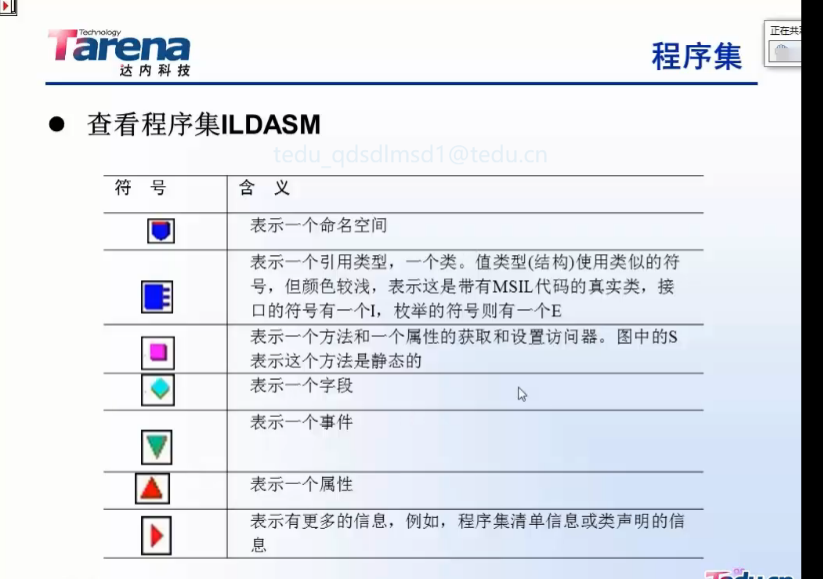 Technology
Tarena
达内科技
程序集
正在共
查看程序集ILDASM
tedu_qdsdlmsd1@tedu.cn
符 号 含 义
表示一个命名空间
表示一个引用类型，一个类。值类型(结构)使用类似的符
号，但颜色较浅，表示这是带有MSIL代码的真实类，接
口的符号有一个I，枚举的符号则有一个E
表示一个方法和一个属性的获取和设置访问器。图中的S
表示这个方法是静态的
表示一个字段
表示一个事件
表示一个属性
表示有更多的信息，例如，程序集清单信息或类声明的信
息